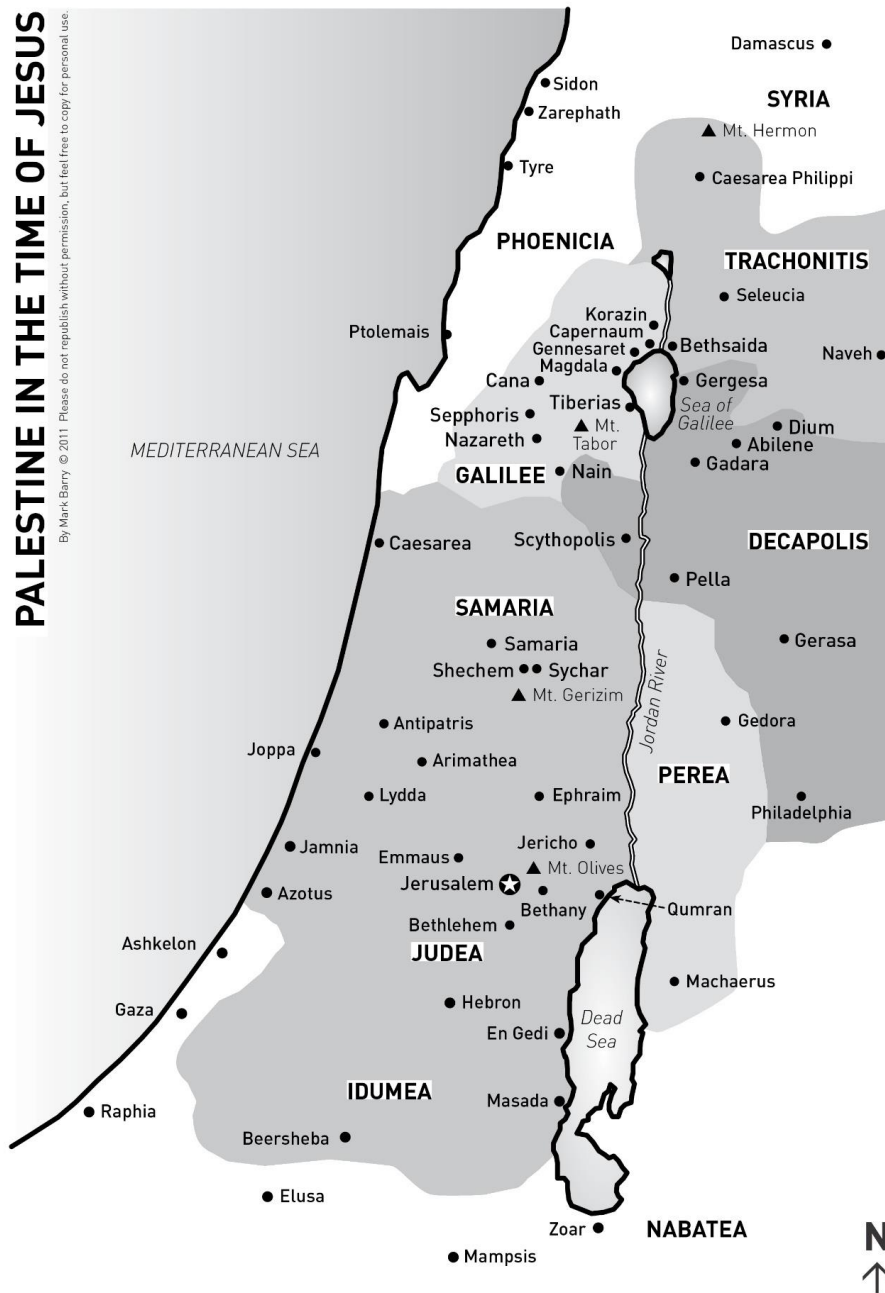 PALESTINE IN THE TIME OF JESUS
By Mark Barry © 2011 Please do not republish without permission, but feel free to copy for personal use.
Damascus
Sidon
SYRIA
Zarephath
Mt. Hermon
Tyre
Caesarea Philippi
PHOENICIA
TRACHONITIS
Seleucia
Korazin
Ptolemais
Capernaum
Bethsaida
Gennesaret
Naveh
Magdala
Cana
Gergesa
Tiberias
Sea of
Galilee
Sepphoris
Mt.
Tabor
Dium
Nazareth
Abilene
MEDITERRANEAN SEA
Gadara
GALILEE
Nain
Caesarea
Scythopolis
DECAPOLIS
Pella
SAMARIA
Samaria
Gerasa
Shechem
Sychar
Mt. Gerizim
Jordan River
Antipatris
Gedora
Joppa
Arimathea
PEREA
Lydda
Ephraim
Philadelphia
Jamnia
Jericho
Emmaus
Mt. Olives
Jerusalem
Azotus
Bethany
Qumran
Bethlehem
Ashkelon
JUDEA
Machaerus
Hebron
Gaza
Dead
Sea
En Gedi
IDUMEA
Masada
Raphia
Beersheba
Elusa
Zoar
NABATEA
Mampsis
N